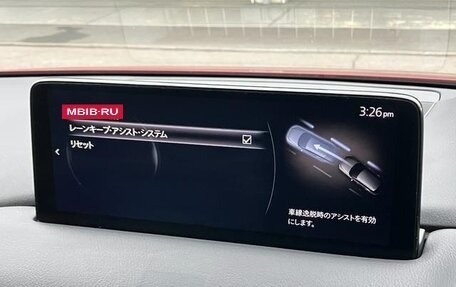 MBIB-RU
3:26pm
レーンキープ・アシスト・システム
リセット
車線逸脱時のアシストを有効
にします。